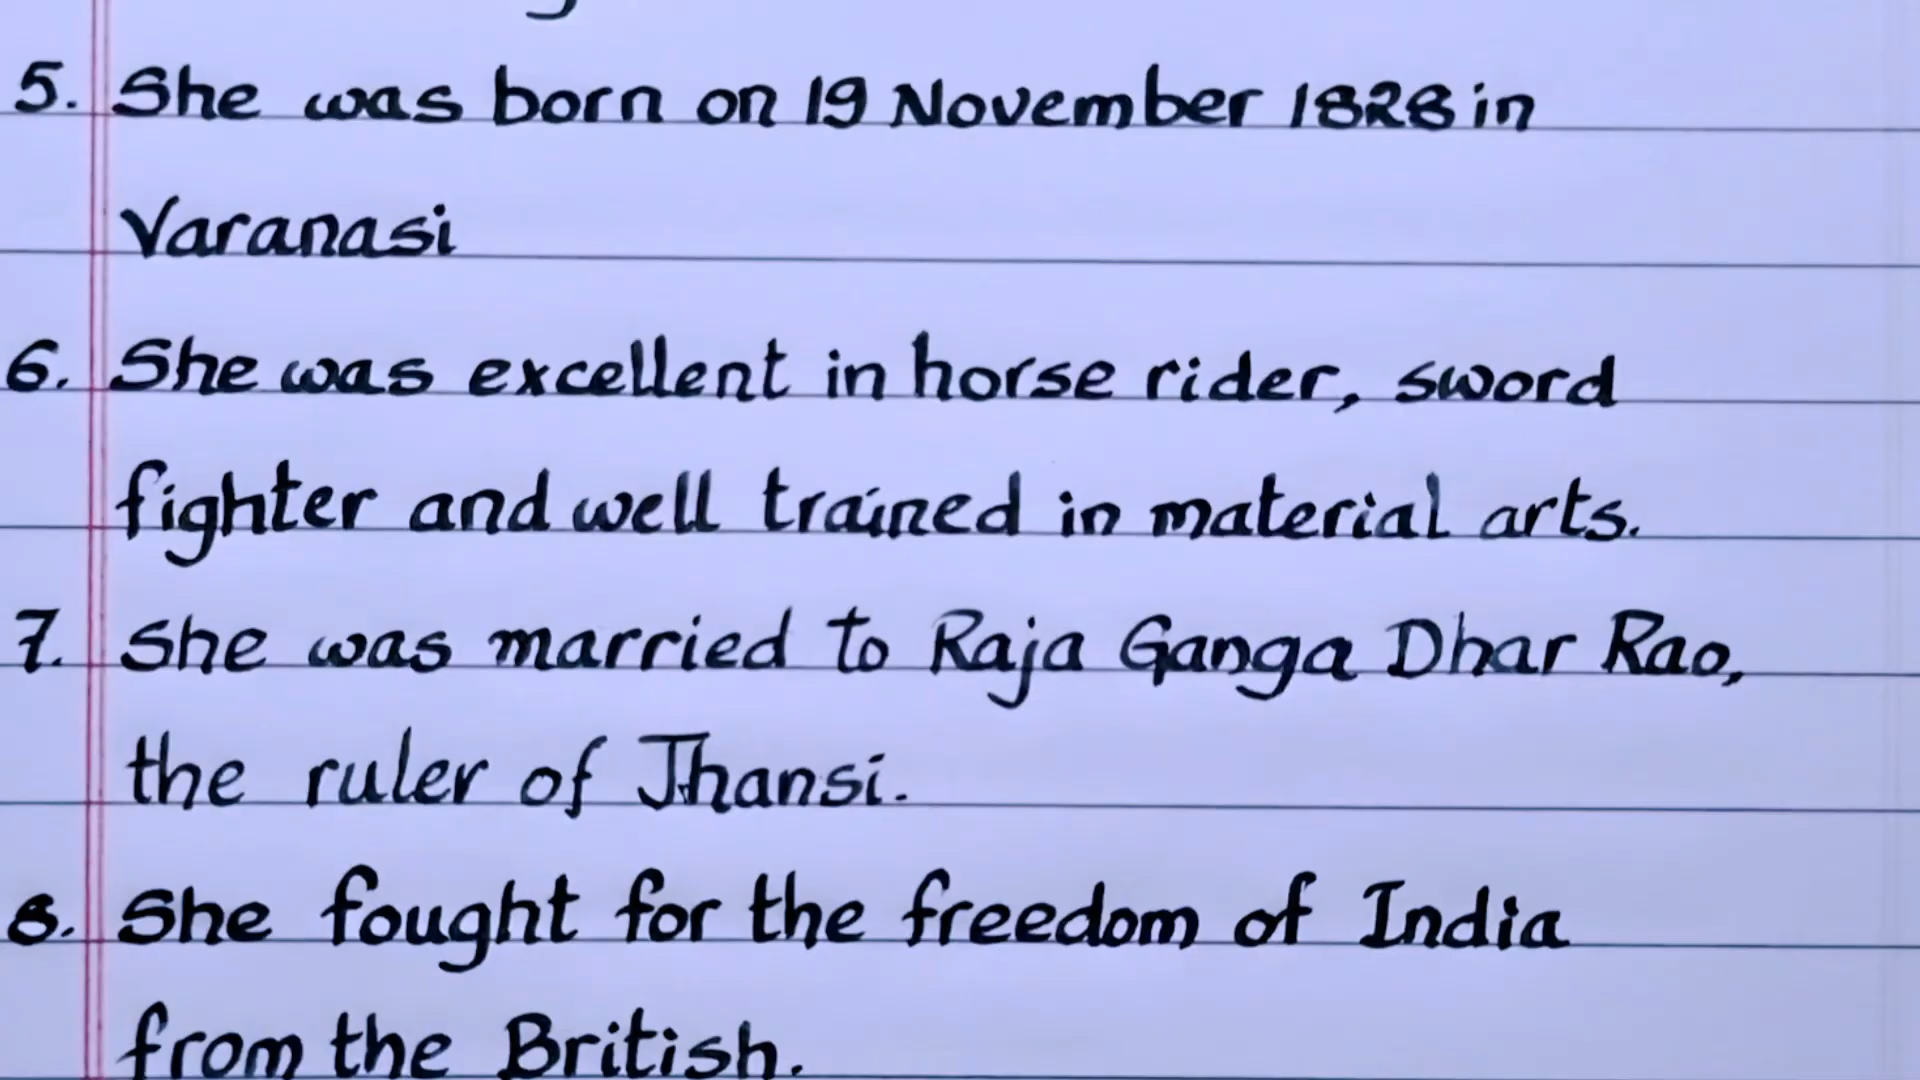 5. She was born on 19 November 1828 in
Varanasi
6. She was excellent in horse rider, sword
fighter and well trained in material arts.
7. She was married to Raja Ganga Dhar Rao,
the ruler of Jhansi.
8. She fought for the freedom of India
from the British.